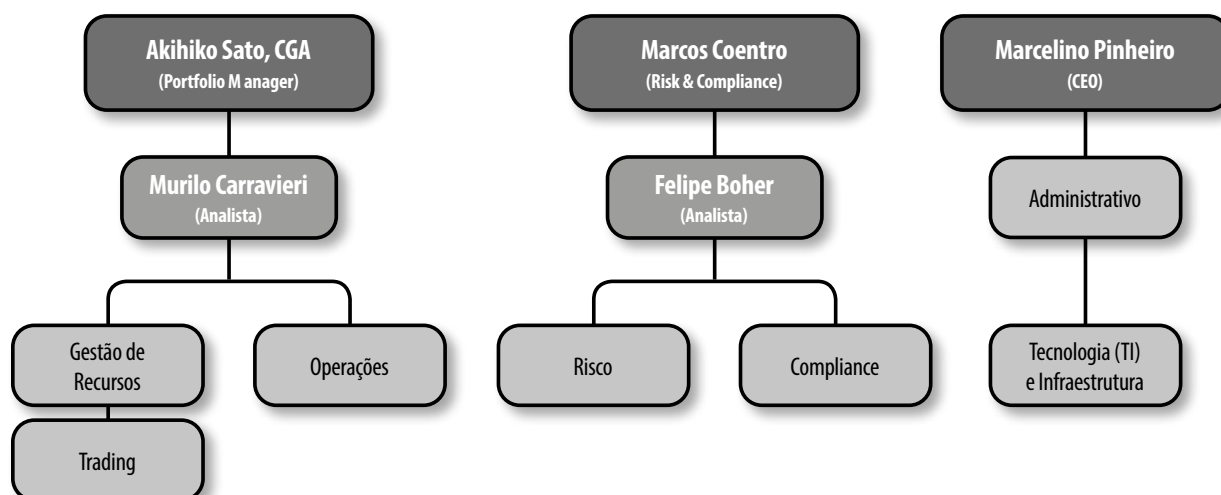 Akihiko Sato, CGA
(Portfolio M anager)
Marcos Coentro
(Risk & Compliance)
Marcelino Pinheiro
(CEO)
Murilo Carravieri
(Analista)
Felipe Boher
(Analista)
Administrativo
Gestão de
Recursos
Operações
Risco
Compliance
Tecnologia (TI)
e Infraestrutura
Trading